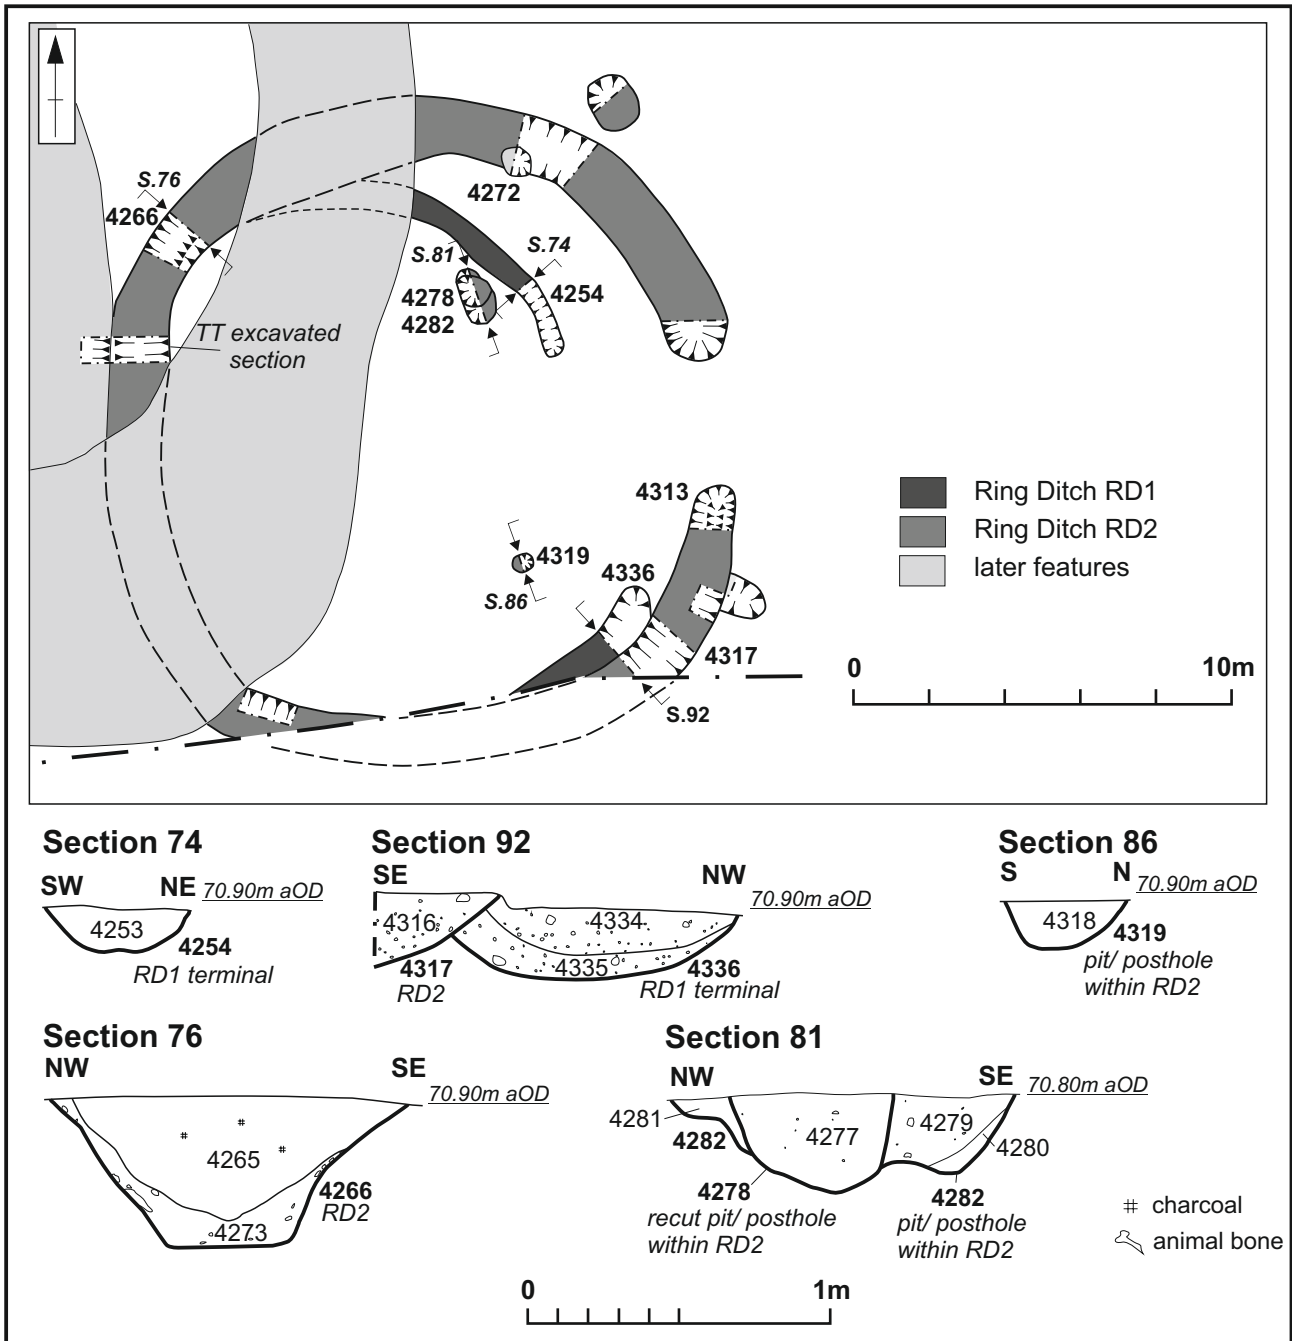 S.76
4266
4272
S.81
S.74
4278
4254
4282
TT excavated
section
4313
Ring Ditch RD1
Ring Ditch RD2
later features
4319
4336
S.86
4317
0 10m
S.92
Section 74
SW NE 70.90m aOD
4253
4254
RD1 terminal
Section 92
SE NW 70.90m aOD
4316 4334
4335
4317
RD2
4336
RD1 terminal
Section 86
S N 70.90m aOD
4318
4319
pit/ posthole
within RD2
Section 76
NW SE 70.90m aOD
4265
4266
RD2
4273
Section 81
NW SE 70.80m aOD
4281
4282
4277
4279
4280
4278
recut pit/ posthole
within RD2
4282
pit/ posthole
within RD2
charcoal
animal bone
0 1m